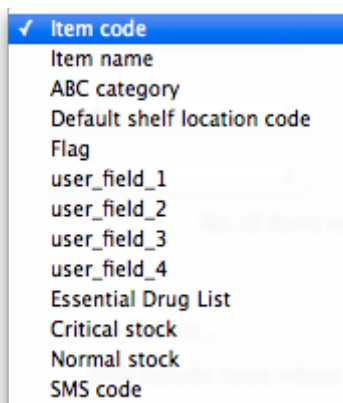 ✓ Item code
Item name
ABC category
Default shelf location code
Flag
user_field_1
user_field_2
user_field_3
user_field_4
Essential Drug List
Critical stock
Normal stock
SMS code